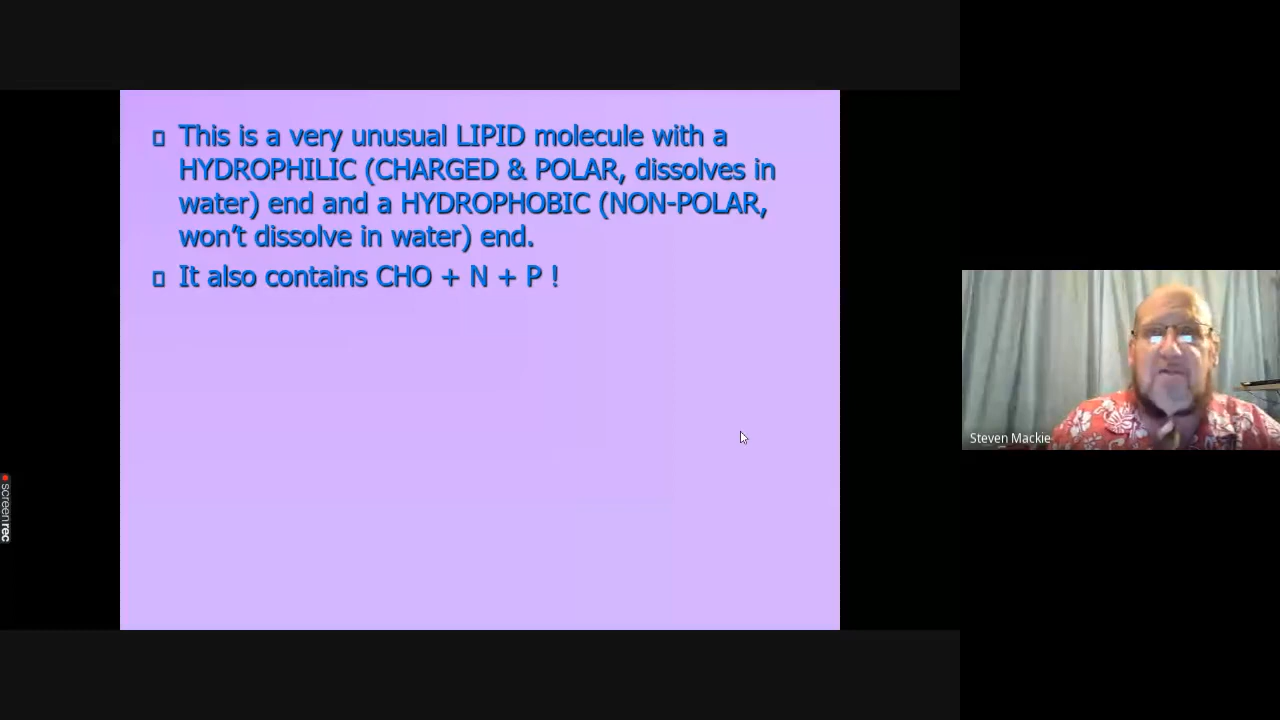 This is a very unusual LIPID molecule with a
HYDROPHILIC (CHARGED & POLAR, dissolves in
water) end and a HYDROPHOBIC (NON-POLAR,
won't dissolve in water) end.
It also contains CHO + N + P !
Steven Mackie
screenrec